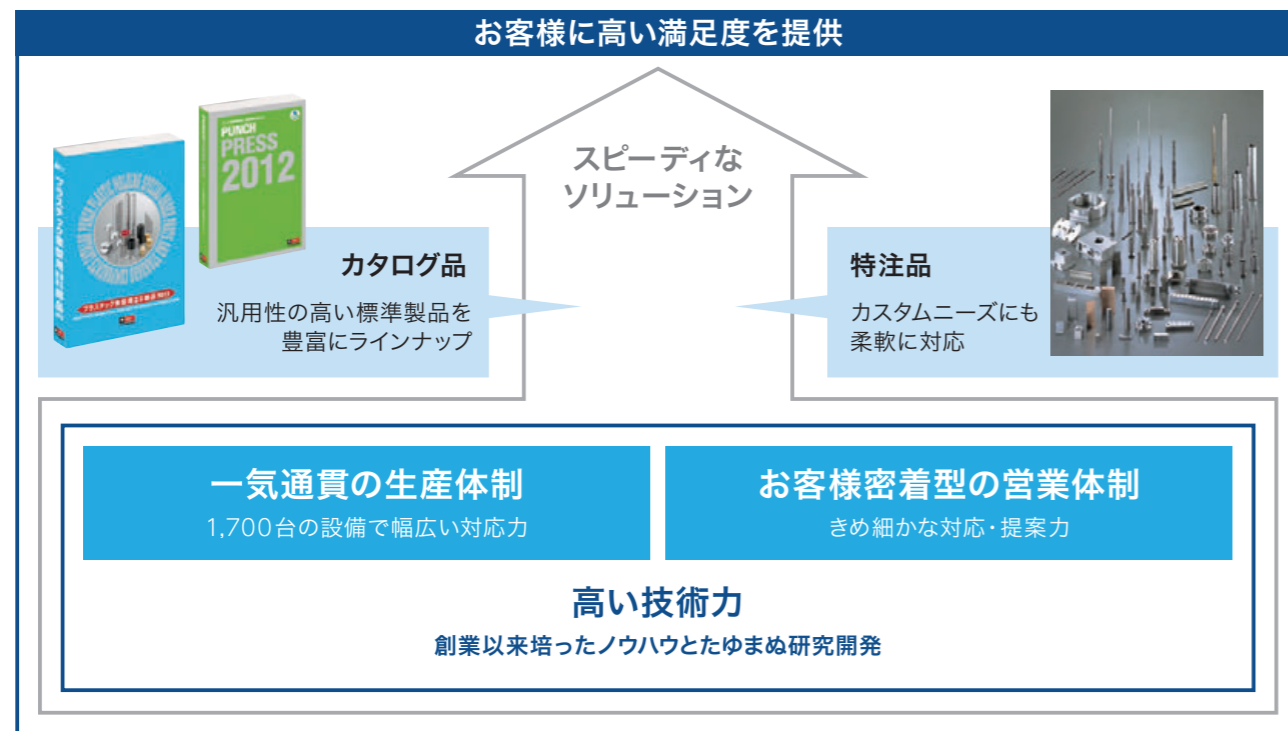 お客様に高い満足度を提供
PUNCH
PRESS
2012
スピーディな
ソリューション
カタログ品
汎用性の高い標準製品を
豊富にラインナップ
特注品
カスタムニーズにも
柔軟に対応
一気通貫の生産体制
1,700台の設備で幅広い対応力
お客様密着型の営業体制
きめ細かな対応・提案力
高い技術力
創業以来培ったノウハウとたゆまぬ研究開発